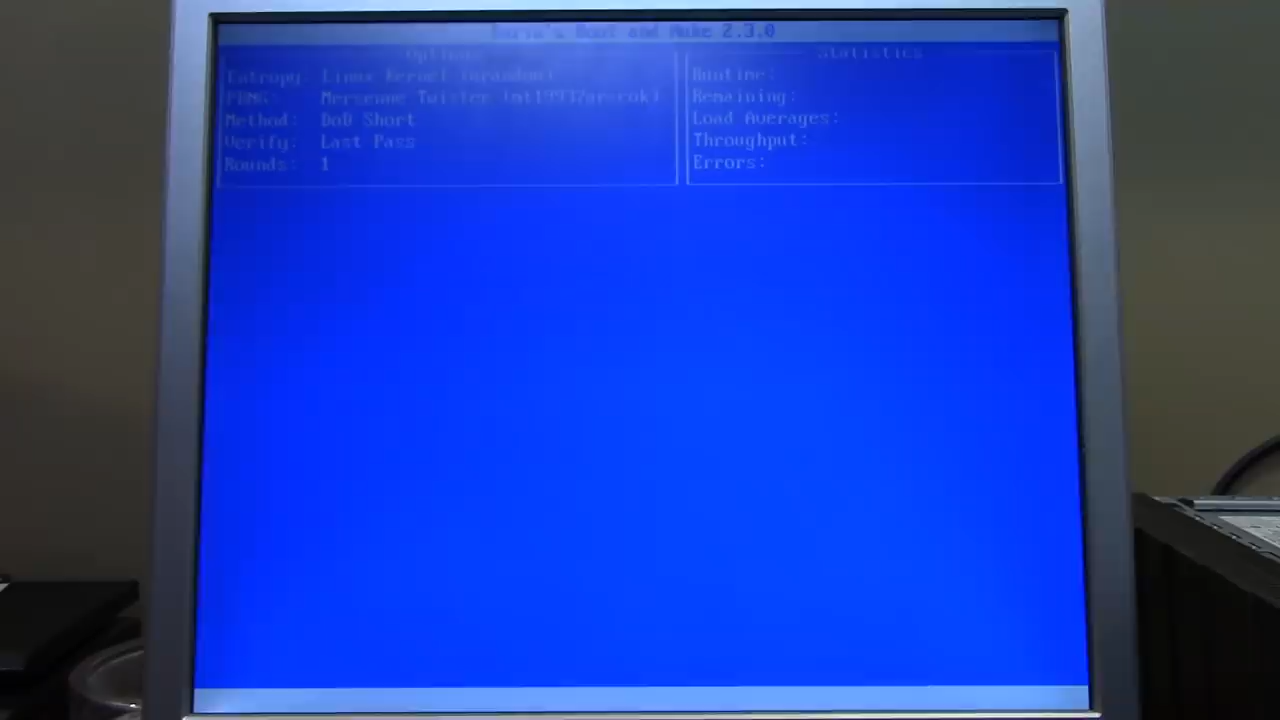 Darik's Boot and Nuke 2.3.0
Options
Entropy: Linux Kernel (urandom)
PRNG: Mersenne Twister (mt19937ar-cok)
Method: DoD Short
Verify: Last Pass
Rounds: 1
Statistics
Runtime:
Remaining:
Load Averages:
Throughput:
Errors: